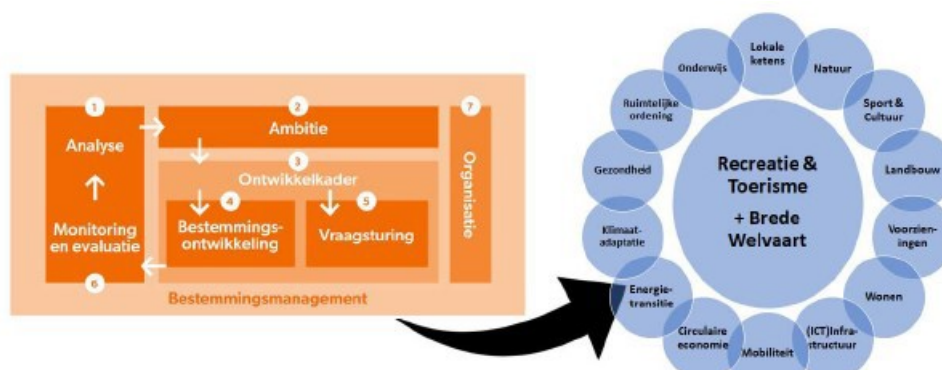 1
Analyse
Monitoring
en evaluatie
6
2
Ambitie
3
Ontwikkelkader
4
Bestemmings-
ontwikkeling
5
Vraagsturing
7
Organisatie
Bestemmingsmanagement
Recreatie &
Toerisme
+ Brede
Welvaart
Lokale
ketens
Natuur
Sport &
Cultuur
Landbouw
Voorzien-
ingen
Wonen
(ICT)Infra-
structuur
Mobiliteit
Circulaire
economie
Energie-
transitie
Klimaat-
adaptatie
Gezondheid
Ruimtelijke
ordening
Onderwijs